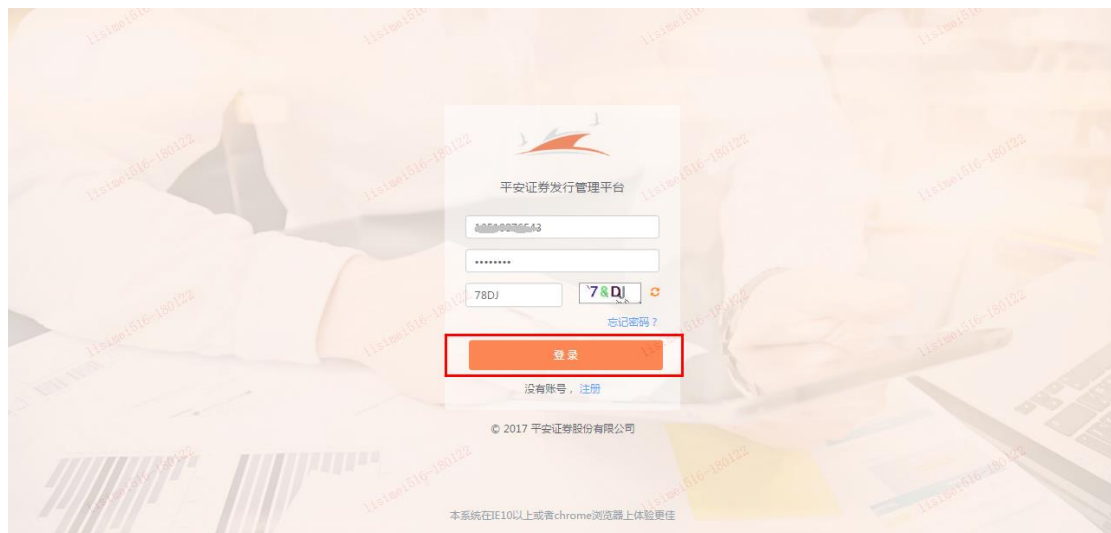 平安证券发行管理平台
78DJ
78DJ
忘记密码？
登录
没有账号，注册
© 2017 平安证券股份有限公司
本系统在IE10以上或者chrome浏览器上体验更佳
lisimei516-180122